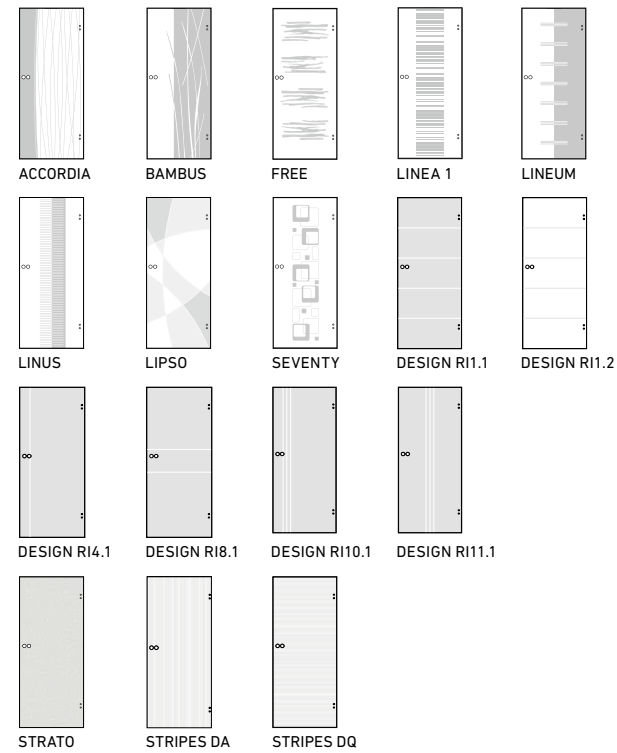 ACCORDIA
BAMBUS
FREE
LINEA 1
LINEUM
LINUS
LIPSO
SEVENTY
DESIGN RI1.1
DESIGN RI1.2
DESIGN RI4.1
DESIGN RI8.1
DESIGN RI10.1
DESIGN RI11.1
STRATO
STRIPES DA
STRIPES DQ